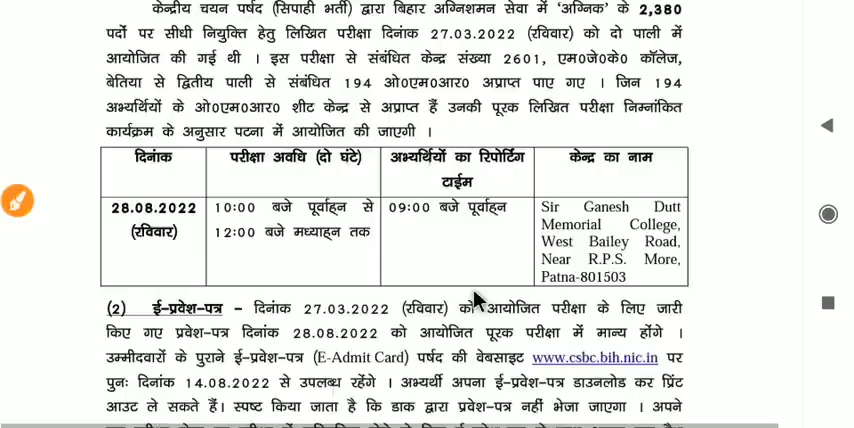 केन्द्रीय चयन पर्षद (सिपाही भर्ती) द्वारा बिहार अग्निशमन सेवा में 'अग्निक' के 2,380
पदों पर सीधी नियुक्ति हेतु लिखित परीक्षा दिनांक 27.03.2022 (रविवार) को दो पाली में
आयोजित की गई थी । इस परीक्षा से संबंधित केन्द्र संख्या 2601, एम0जे0के0 कॉलेज,
बेतिया से द्वितीय पाली से संबंधित 194 ओ0एम0आर0 अप्राप्त पाए गए । जिन 194
अभ्यर्थियों के ओ0एम0आर0 शीट केन्द्र से अप्राप्त हैं उनकी पूरक लिखित परीक्षा निम्नांकित
कार्यक्रम के अनुसार पटना में आयोजित की जाएगी ।
दिनांक परीक्षा अवधि (दो घंटे) अभ्यर्थियों का रिपोर्टिंग टाईम केन्द्र का नाम
28.08.2022 (रविवार)
10:00 बजे पूर्वाह्न से
12:00 बजे मध्याह्न तक
09:00 बजे पूर्वाह्न
Sir Ganesh Dutt
Memorial College,
West Bailey Road,
Near R.P.S. More,
Patna-801503
(2) ई-प्रवेश-पत्र – दिनांक 27.03.2022 (रविवार) को आयोजित परीक्षा के लिए जारी
किए गए प्रवेश-पत्र दिनांक 28.08.2022 को आयोजित पूरक परीक्षा में मान्य होंगे ।
उम्मीदवारों के पुराने ई-प्रवेश-पत्र (E-Admit Card) पर्षद की वेबसाइट www.csbc.bih.nic.in पर
पुनः दिनांक 14.08.2022 से उपलब्ध रहेंगे । अभ्यर्थी अपना ई-प्रवेश-पत्र डाउनलोड कर प्रिंट
आउट ले सकते हैं। स्पष्ट किया जाता है कि डाक द्वारा प्रवेश-पत्र नहीं भेजा जाएगा । अपने